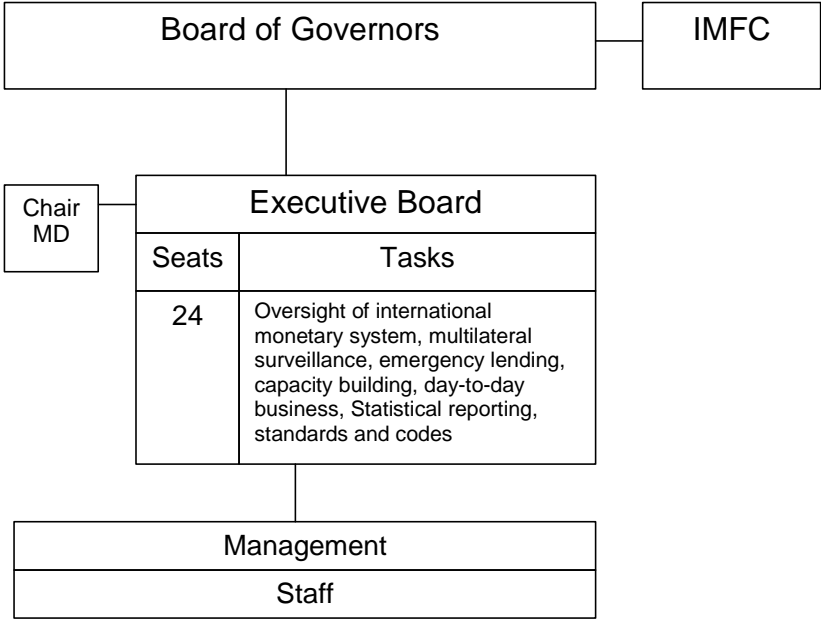 Board of Governors
IMFC
Chair
MD
Executive Board
Seats
Tasks
24
Oversight of international
monetary system, multilateral
surveillance, emergency lending,
capacity building, day-to-day
business, Statistical reporting,
standards and codes
Management
Staff